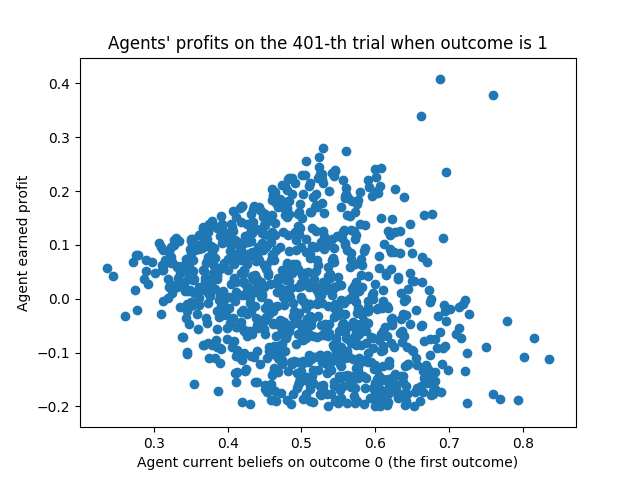 Agents' profits on the 401-th trial when outcome is 1
0.4
0.3
0.2
0.1
0.0
−0.1
−0.2
Agent earned profit
0.3 0.4 0.5 0.6 0.7 0.8
Agent current beliefs on outcome 0 (the first outcome)